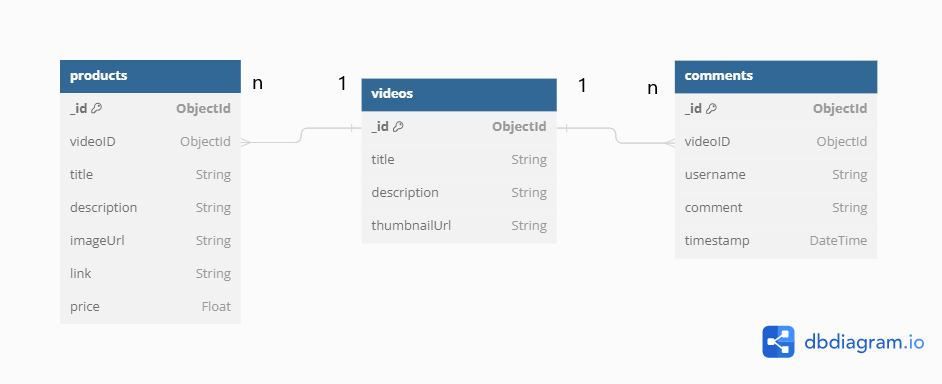 products
_id ObjectId
videoID ObjectId
title String
description String
imageUrl String
link String
price Float
n
1
videos
_id ObjectId
title String
description String
thumbnailUrl String
1
n
comments
_id ObjectId
videoID ObjectId
username String
comment String
timestamp DateTime
dbdiagram.io